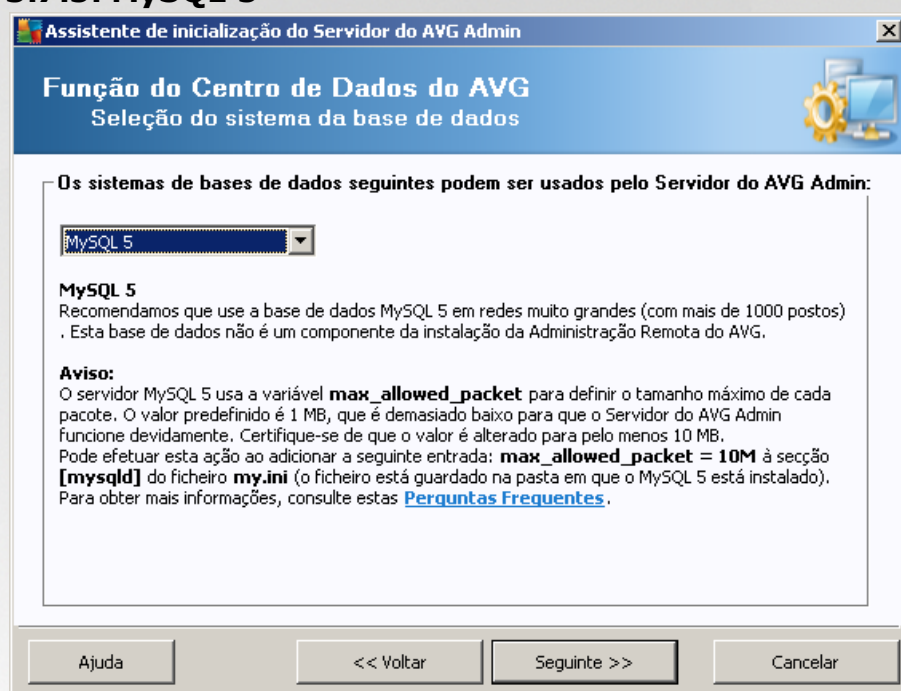 Assistente de inicialização do Servidor do AVG Admin
Função do Centro de Dados do AVG
Seleção do sistema da base de dados
Os sistemas de bases de dados seguintes podem ser usados pelo Servidor do AVG Admin:
MySQL 5
MySQL 5
Recomendamos que use a base de dados MySQL 5 em redes muito grandes (com mais de 1000 postos)
. Esta base de dados não é um componente da instalação da Administração Remota do AVG.
Aviso:
O servidor MySQL 5 usa a variável max_allowed_packet para definir o tamanho máximo de cada
pacote. O valor predefinido é 1 MB, que é demasiado baixo para que o Servidor do AVG Admin
funcione devidamente. Certifique-se de que o valor é alterado para pelo menos 10 MB.
Pode efetuar esta ação ao adicionar a seguinte entrada: max_allowed_packet = 10M à secção
[mysqld] do ficheiro my.ini (o ficheiro está guardado na pasta em que o MySQL 5 está instalado).
Para obter mais informações, consulte estas Perguntas Frequentes.
Ajuda
<< Voltar
Seguinte >>
Cancelar